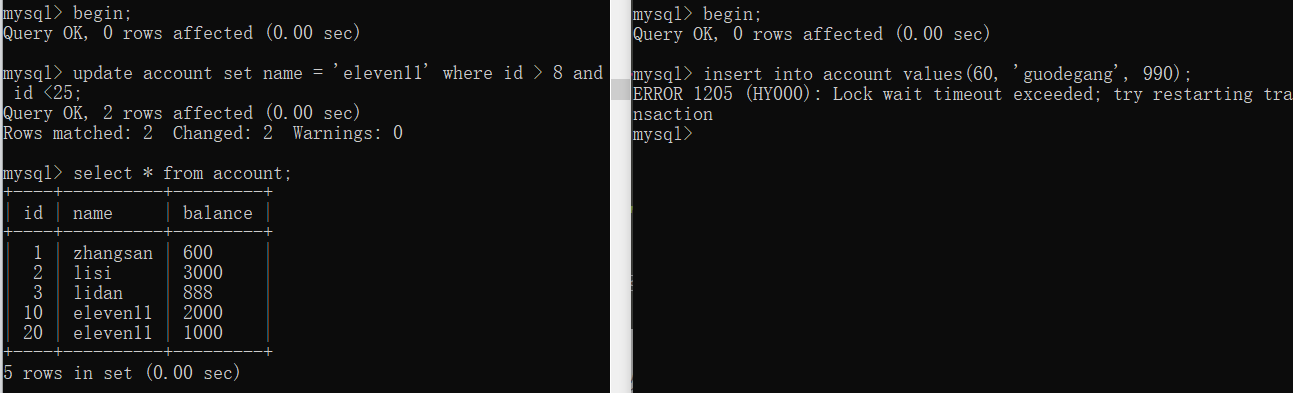 mysql> begin;
Query OK, 0 rows affected (0.00 sec)
mysql> update account set name = 'eleven11' where id > 8 and
id <25;
Query OK, 2 rows affected (0.00 sec)
Rows matched: 2  Changed: 2  Warnings: 0
mysql> select * from account;
+----+----------+---------+
| id | name     | balance |
+----+----------+---------+
|  1 | zhangsan | 600     |
|  2 | lisi     | 3000    |
|  3 | lidan    | 888     |
| 10 | eleven11 | 2000    |
| 20 | eleven11 | 1000    |
+----+----------+---------+
5 rows in set (0.00 sec)
mysql> begin;
Query OK, 0 rows affected (0.00 sec)
mysql> insert into account values(60, 'guodegang', 990);
ERROR 1205 (HY000): Lock wait timeout exceeded; try restarting tra
nsaction
mysql>